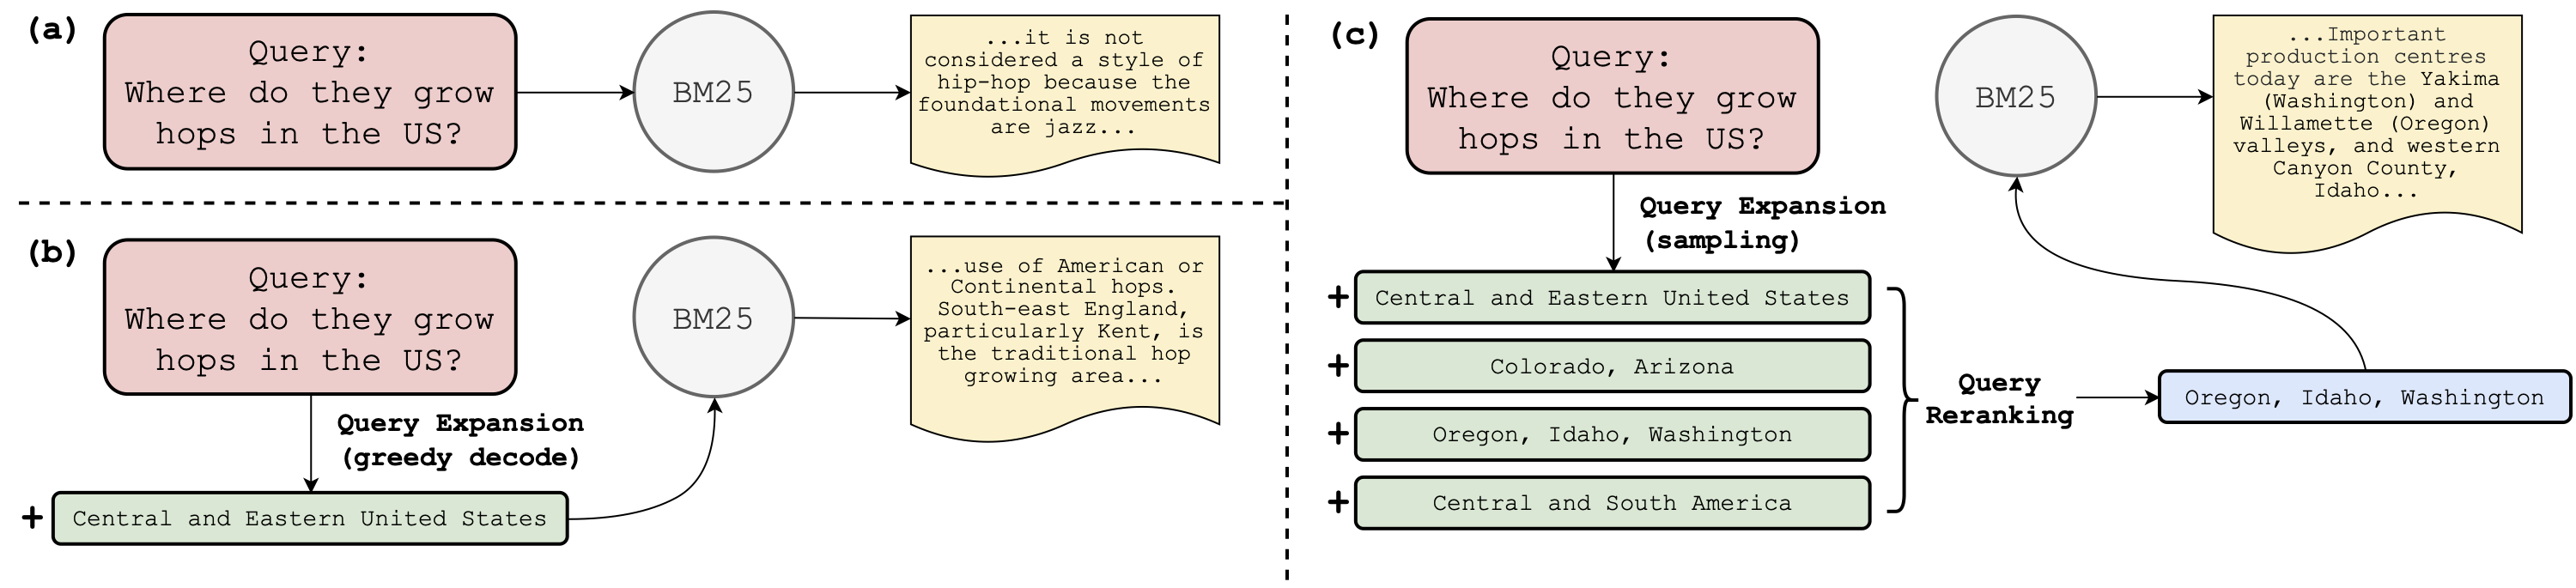 (a)
Query:
Where do they grow
hops in the US?
BM25
...it is not
considered a style of
hip-hop because the
foundational movements
are jazz...
(b)
Query:
Where do they grow
hops in the US?
Query Expansion
(greedy decode)
+ Central and Eastern United States
BM25
...use of American or
Continental hops.
South-east England,
particularly Kent, is
the traditional hop
growing area...
(c)
Query:
Where do they grow
hops in the US?
Query Expansion
(sampling)
+ Central and Eastern United States
+ Colorado, Arizona
+ Oregon, Idaho, Washington
+ Central and South America
Query
Reranking
Oregon, Idaho, Washington
BM25
...Important
production centres
today are the Yakima
(Washington) and
Willamette (Oregon)
valleys, and western
Canyon County,
Idaho...